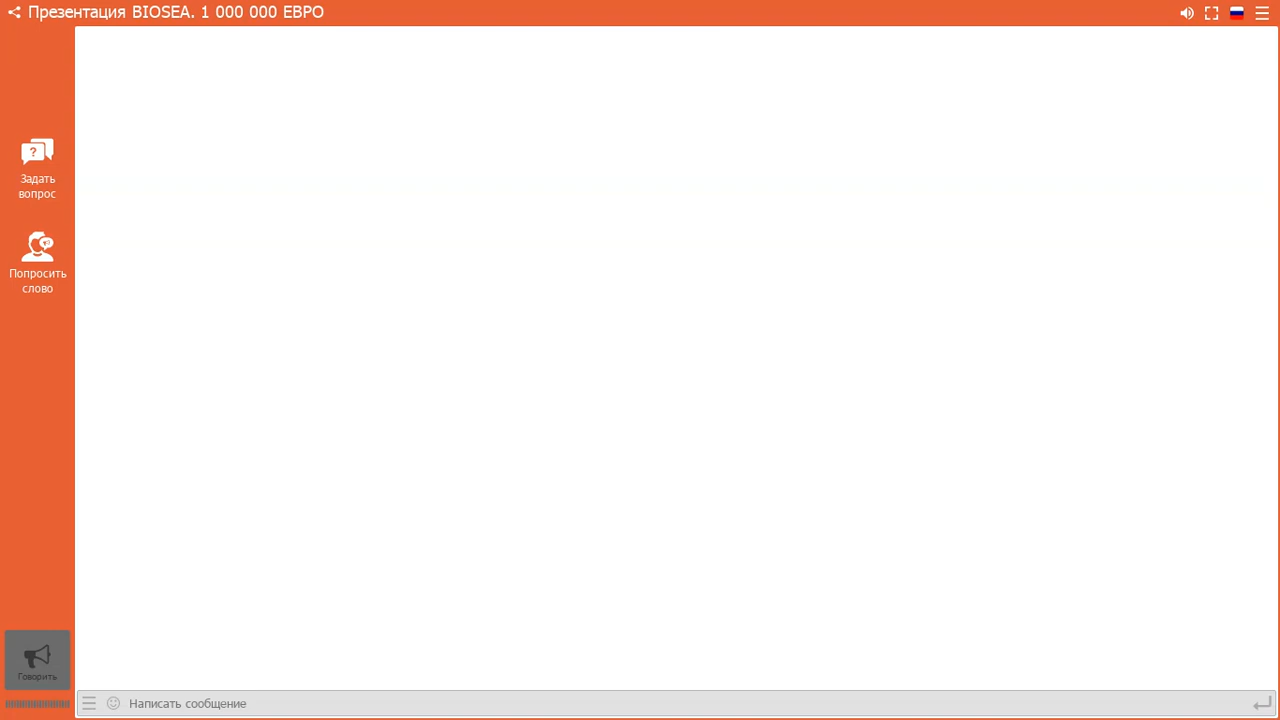 Презентация BIOSEA. 1 000 000 ЕВРО
Задать
вопрос
Попросить
слово
Говорить
Написать сообщение